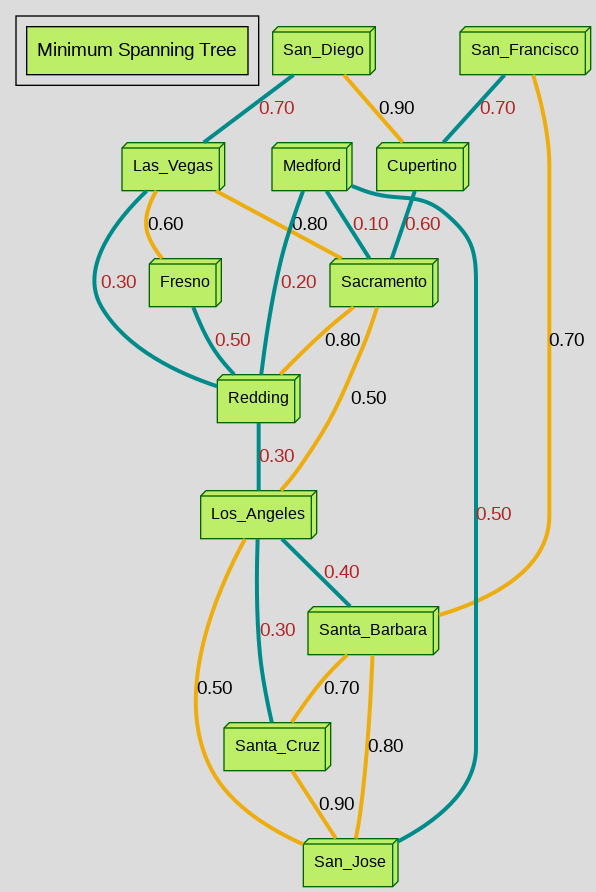 Minimum Spanning Tree
San_Diego
San_Francisco
0.70
0.90
0.70
Las_Vegas
Medford
Cupertino
0.60
0.80
0.10
0.60
0.30
Fresno
0.20
Sacramento
0.50
0.80
0.70
Redding
0.50
0.30
Los_Angeles
0.50
0.40
0.30
Santa_Barbara
0.50
0.70
Santa_Cruz
0.80
0.90
San_Jose